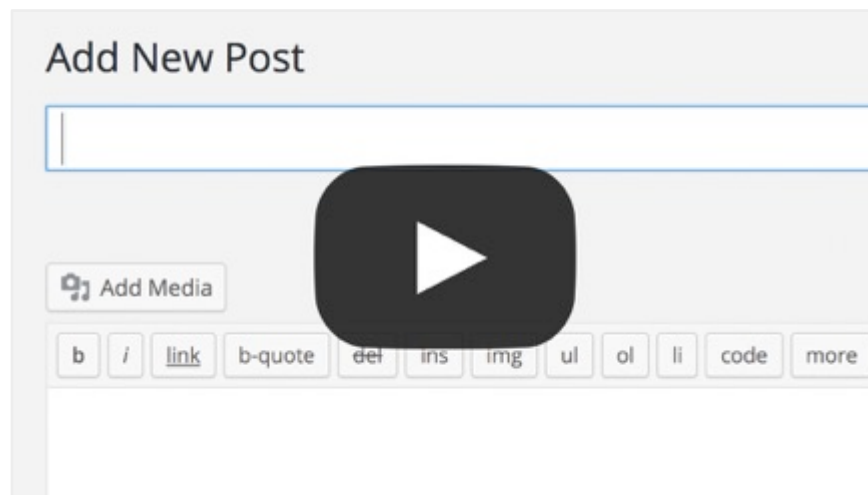 Add New Post
Add Media
b i link b-quote del ins img ul ol li code more